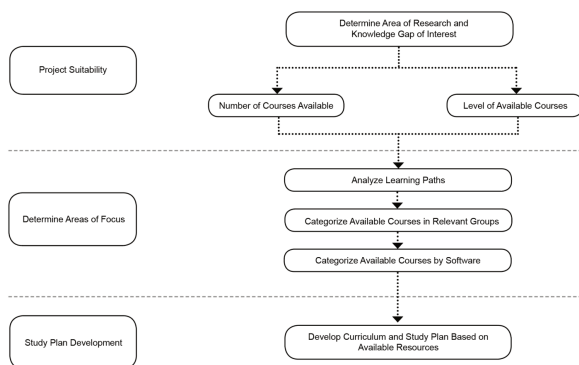 Determine Area of Research and
Knowledge Gap of Interest
Project Suitability
Number of Courses Available
Level of Available Courses
Analyze Learning Paths
Determine Areas of Focus
Categorize Available Courses in Relevant Groups
Categorize Available Courses by Software
Study Plan Development
Develop Curriculum and Study Plan Based on
Available Resources